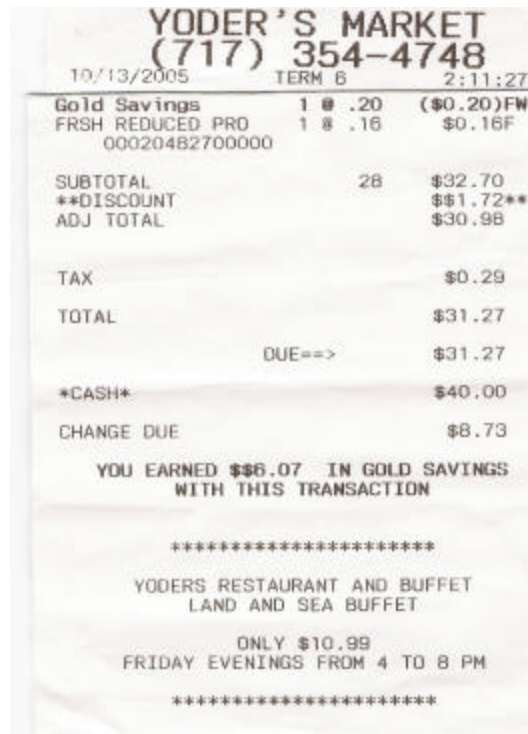 YODER'S MARKET
(717) 354-4748
10/13/2005 TERM 6 2:11:27
Gold Savings 1 @ .20 ($0.20)FW
FRSH REDUCED PRO 1 @ .16 $0.16F
00020482700000
SUBTOTAL 28 $32.70
**DISCOUNT $$1.72**
ADJ TOTAL $30.98
TAX $0.29
TOTAL $31.27
DUE==> $31.27
*CASH* $40.00
CHANGE DUE $8.73
YOU EARNED $$6.07 IN GOLD SAVINGS
WITH THIS TRANSACTION
**********************
YODERS RESTAURANT AND BUFFET
LAND AND SEA BUFFET
ONLY $10.99
FRIDAY EVENINGS FROM 4 TO 8 PM
**********************